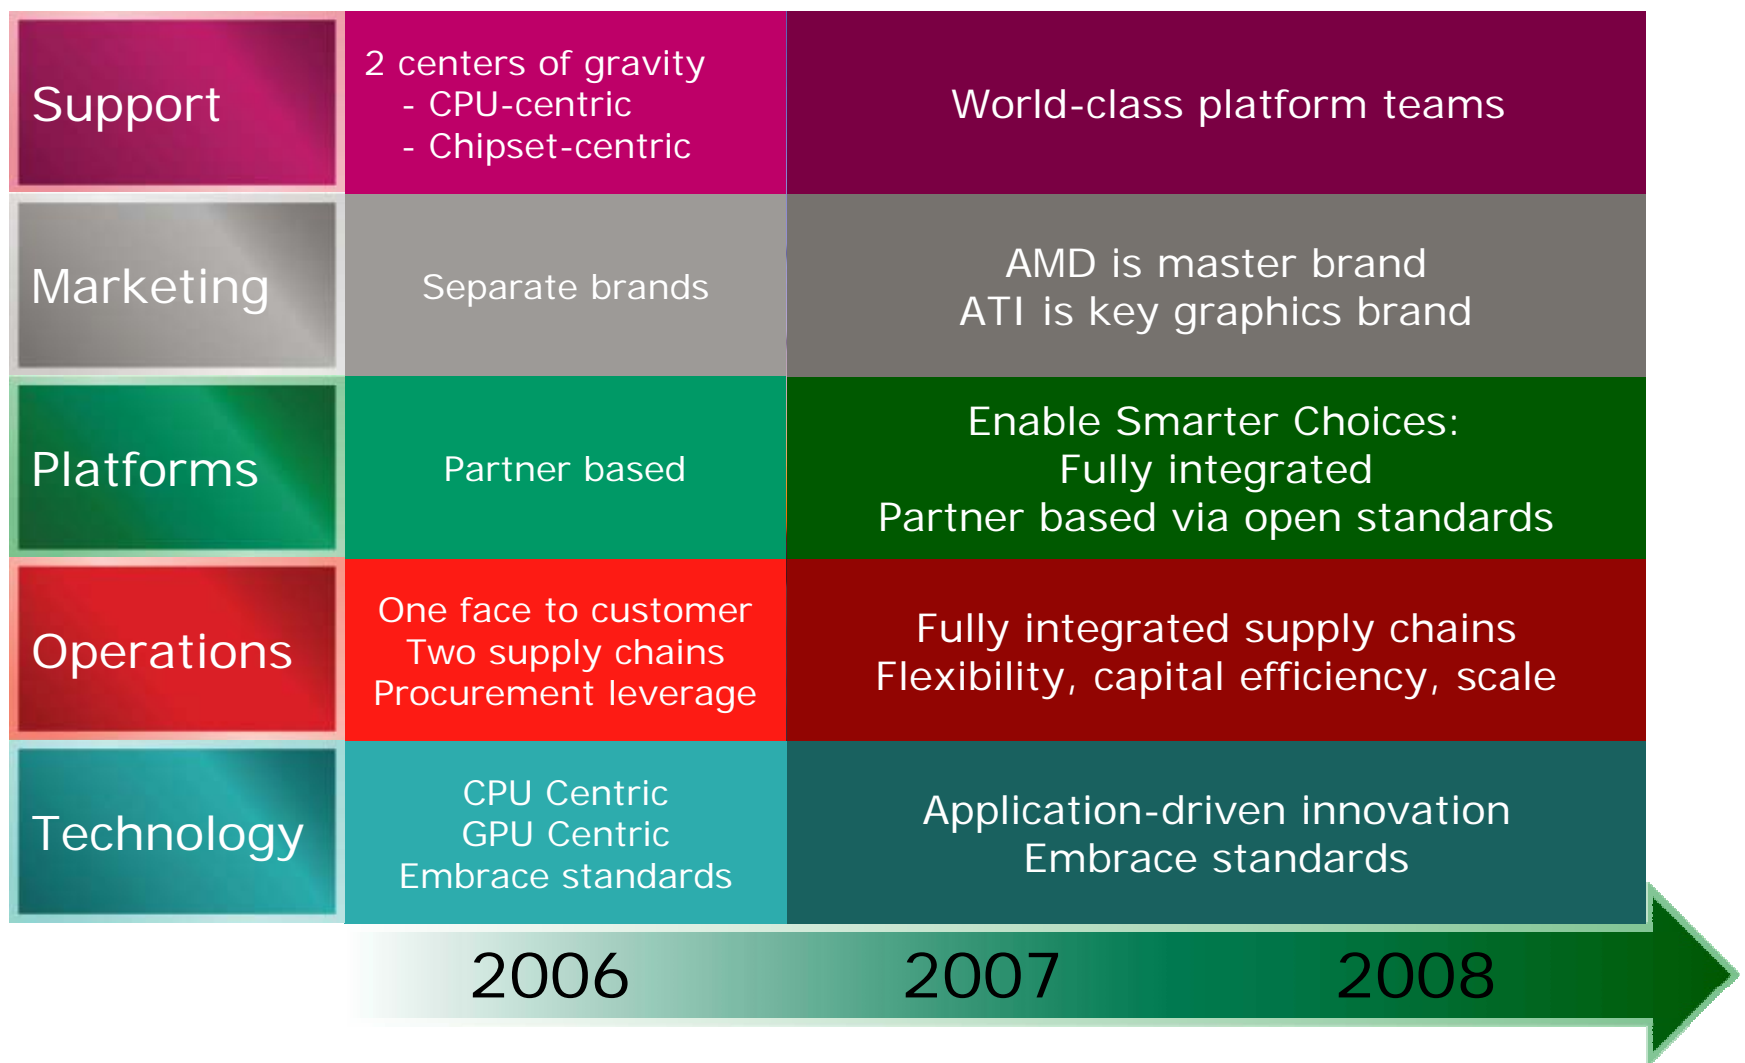 Support
2 centers of gravity
- CPU-centric
- Chipset-centric
World-class platform teams
Marketing
Separate brands
AMD is master brand
ATI is key graphics brand
Platforms
Partner based
Enable Smarter Choices:
Fully integrated
Partner based via open standards
Operations
One face to customer
Two supply chains
Procurement leverage
Fully integrated supply chains
Flexibility, capital efficiency, scale
Technology
CPU Centric
GPU Centric
Embrace standards
Application-driven innovation
Embrace standards
2006 2007 2008